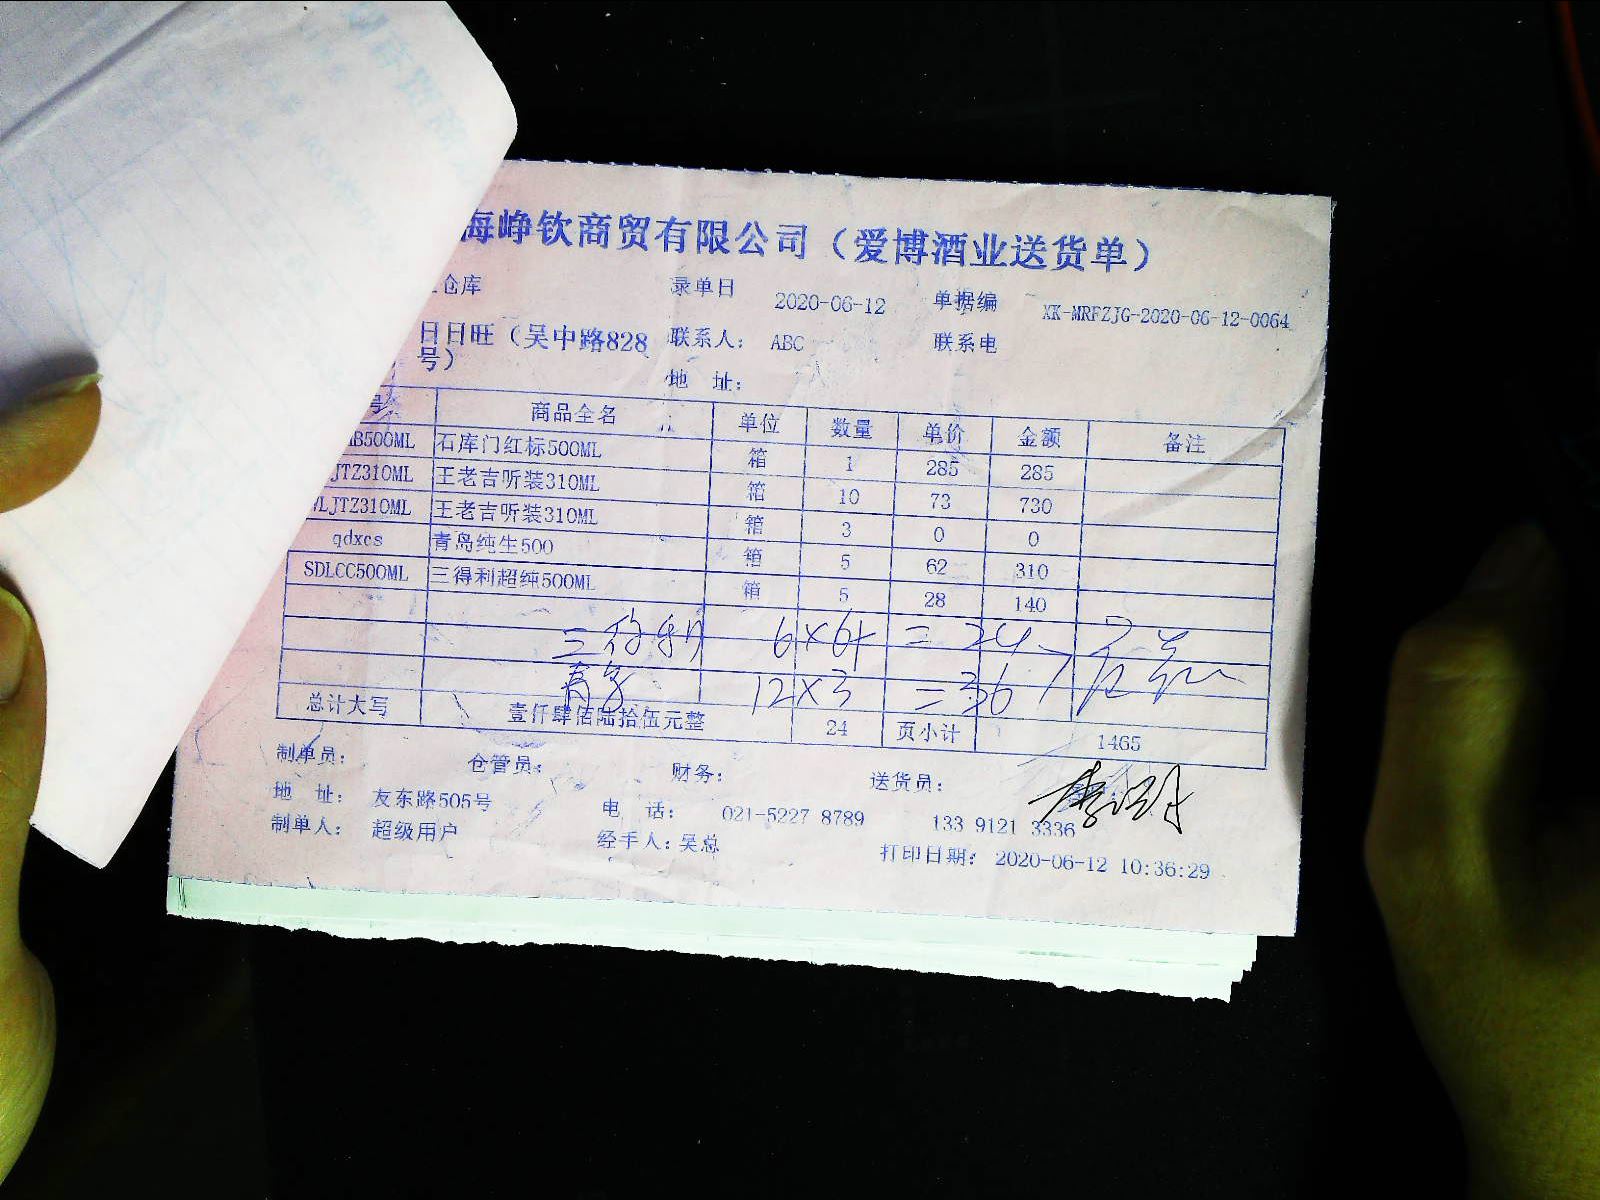 海峥钦商贸有限公司（爱博酒业送货单）
仓库 录单日 2020-06-12 单据编 XK-MRFZJG-2020-06-12-0064
日日旺（吴中路828号） 联系人： ABC 联系电
地 址：
号 商品全名 单位 数量 单价 金额 备注
B500ML 石库门红标500ML 箱 1 285 285
JTZ310ML 王老吉听装310ML 箱 10 73 730
LJTZ310ML 王老吉听装310ML 箱 3 0 0
qdxcs 青岛纯生500 箱 5 62 310
SDLCC500ML 三得利超纯500ML 箱 5 28 140
三得利 6×4 = 24
青岛 12×3 = 36
总计大写 壹仟肆佰陆拾伍元整 24 页小计 1465
制单员： 仓管员： 财务： 送货员：
地 址： 友东路505号 电 话： 021-5227 8789 133 9121 3336
制单人： 超级用户 经手人：吴总 打印日期： 2020-06-12 10:36:29